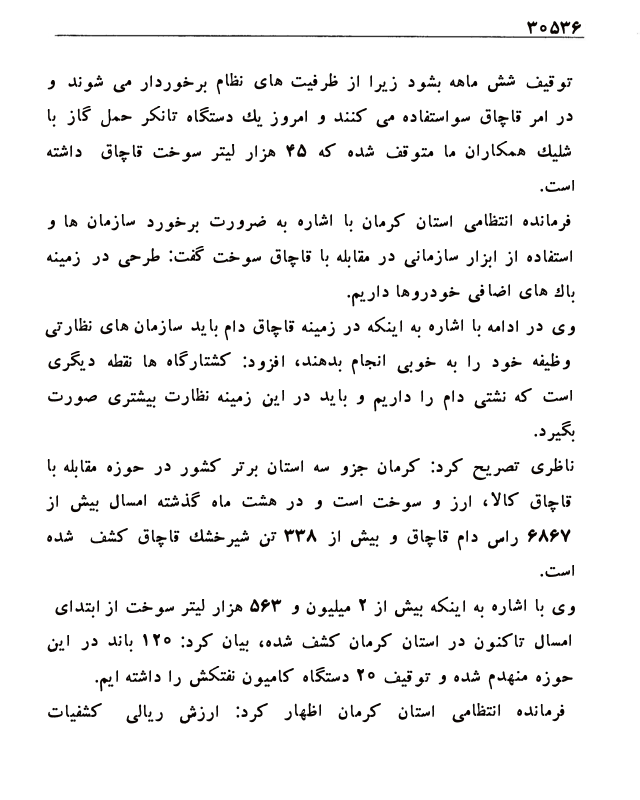 ۳۰۵۳۶
توقیف شش ماهه بشود زیرا از ظرفیت های نظام برخوردار می شوند و
در امر قاچاق سواستفاده می کنند و امروز یك دستگاه تانکر حمل گاز با
شلیك همکاران ما متوقف شده که ۴۵ هزار لیتر سوخت قاچاق داشته
است.
فرمانده انتظامی استان کرمان با اشاره به ضرورت برخورد سازمان ها و
استفاده از ابزار سازمانی در مقابله با قاچاق سوخت گفت: طرحی در زمینه
باك های اضافی خودروها داریم.
وی در ادامه با اشاره به اینکه در زمینه قاچاق دام باید سازمان های نظارتی
وظیفه خود را به خوبی انجام بدهند، افزود: کشتارگاه ها نقطه دیگری
است که نشتی دام را داریم و باید در این زمینه نظارت بیشتری صورت
بگیرد.
ناظری تصریح کرد: کرمان جزو سه استان برتر کشور در حوزه مقابله با
قاچاق کالا، ارز و سوخت است و در هشت ماه گذشته امسال بیش از
۶۸۶۷ راس دام قاچاق و بیش از ۳۳۸ تن شیرخشك قاچاق کشف شده
است.
وی با اشاره به اینکه بیش از ۲ میلیون و ۵۶۳ هزار لیتر سوخت از ابتدای
امسال تاکنون در استان کرمان کشف شده، بیان کرد: ۱۲۰ باند در این
حوزه منهدم شده و توقیف ۲۰ دستگاه کامیون نفتکش را داشته ایم.
فرمانده انتظامی استان کرمان اظهار کرد: ارزش ریالی کشفیات